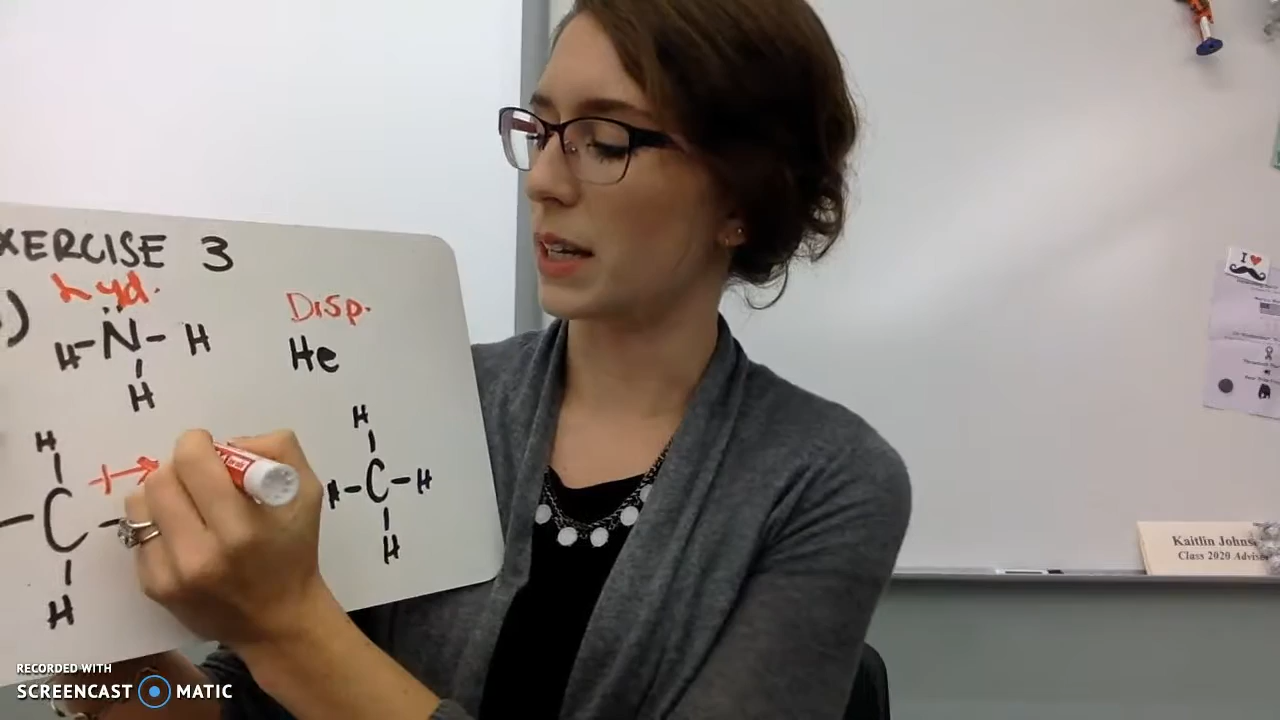 XERCISE 3
hyd. Disp.
) H-N-H He
H
H H
C H-C-H
H H
I ♥
Kaitlin Johns
Class 2020 Advis
RECORDED WITH
SCREENCAST MATIC